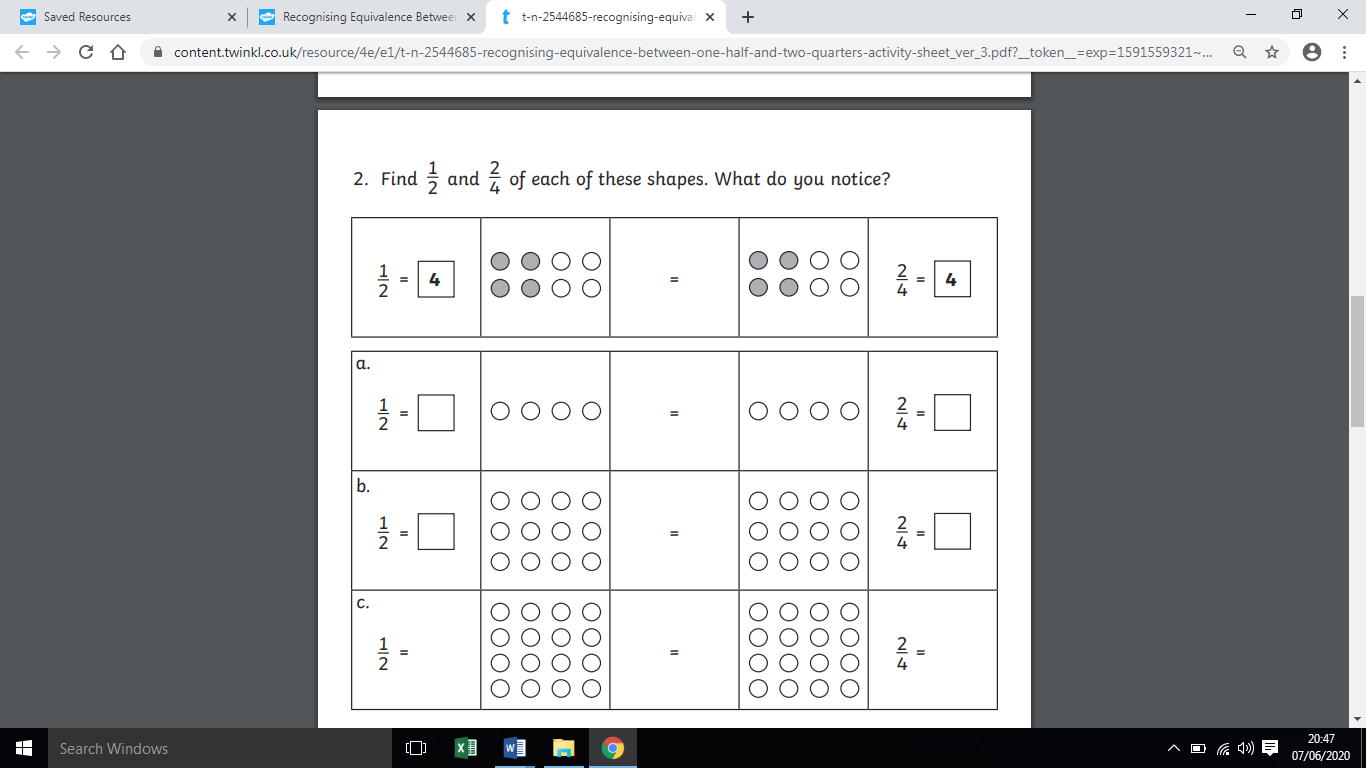 Saved Resources
Recognising Equivalence Between
t-n-2544685-recognising-equival
content.twinkl.co.uk/resource/4e/e1/t-n-2544685-recognising-equivalence-between-one-half-and-two-quarters-activity-sheet_ver_3.pdf?__token__=exp=1591559321~...
2. Find 1/2 and 2/4 of each of these shapes. What do you notice?
1/2 = 4 = 2/4 = 4
a.
1/2 = = 2/4 =
b.
1/2 = = 2/4 =
c.
1/2 = = 2/4 =
Search Windows
20:47
07/06/2020